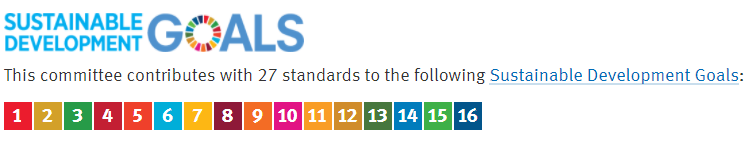 SUSTAINABLE
DEVELOPMENT GOALS
This committee contributes with 27 standards to the following Sustainable Development Goals:
1 2 3 4 5 6 7 8 9 10 11 12 13 14 15 16